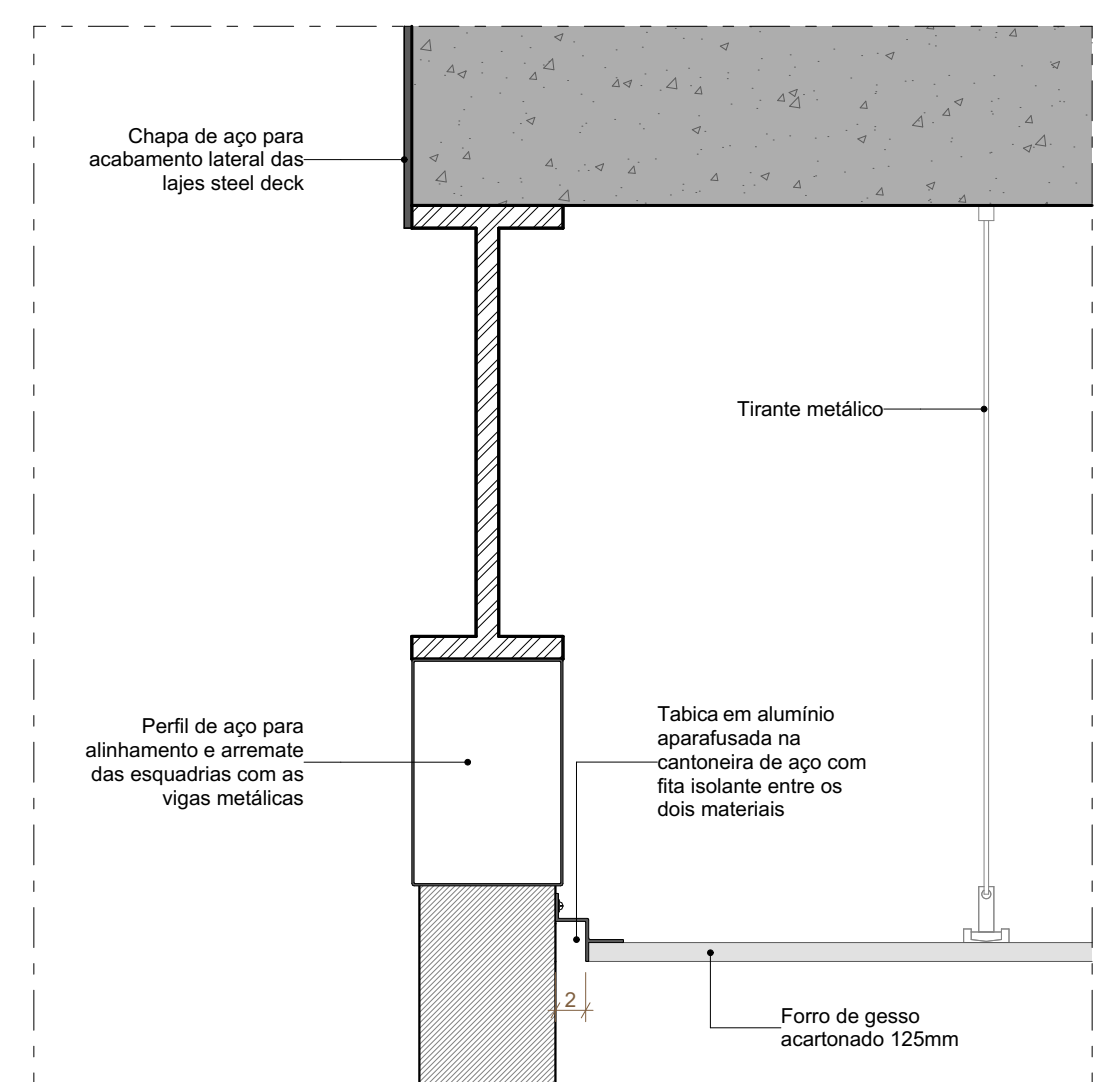 Chapa de aço para
acabamento lateral das
lajes steel deck
Tirante metálico
Perfil de aço para
alinhamento e arremate
das esquadrias com as
vigas metálicas
Tabica em alumínio
aparafusada na
cantoneira de aço com
fita isolante entre os
dois materiais
2
Forro de gesso
acartonado 125mm